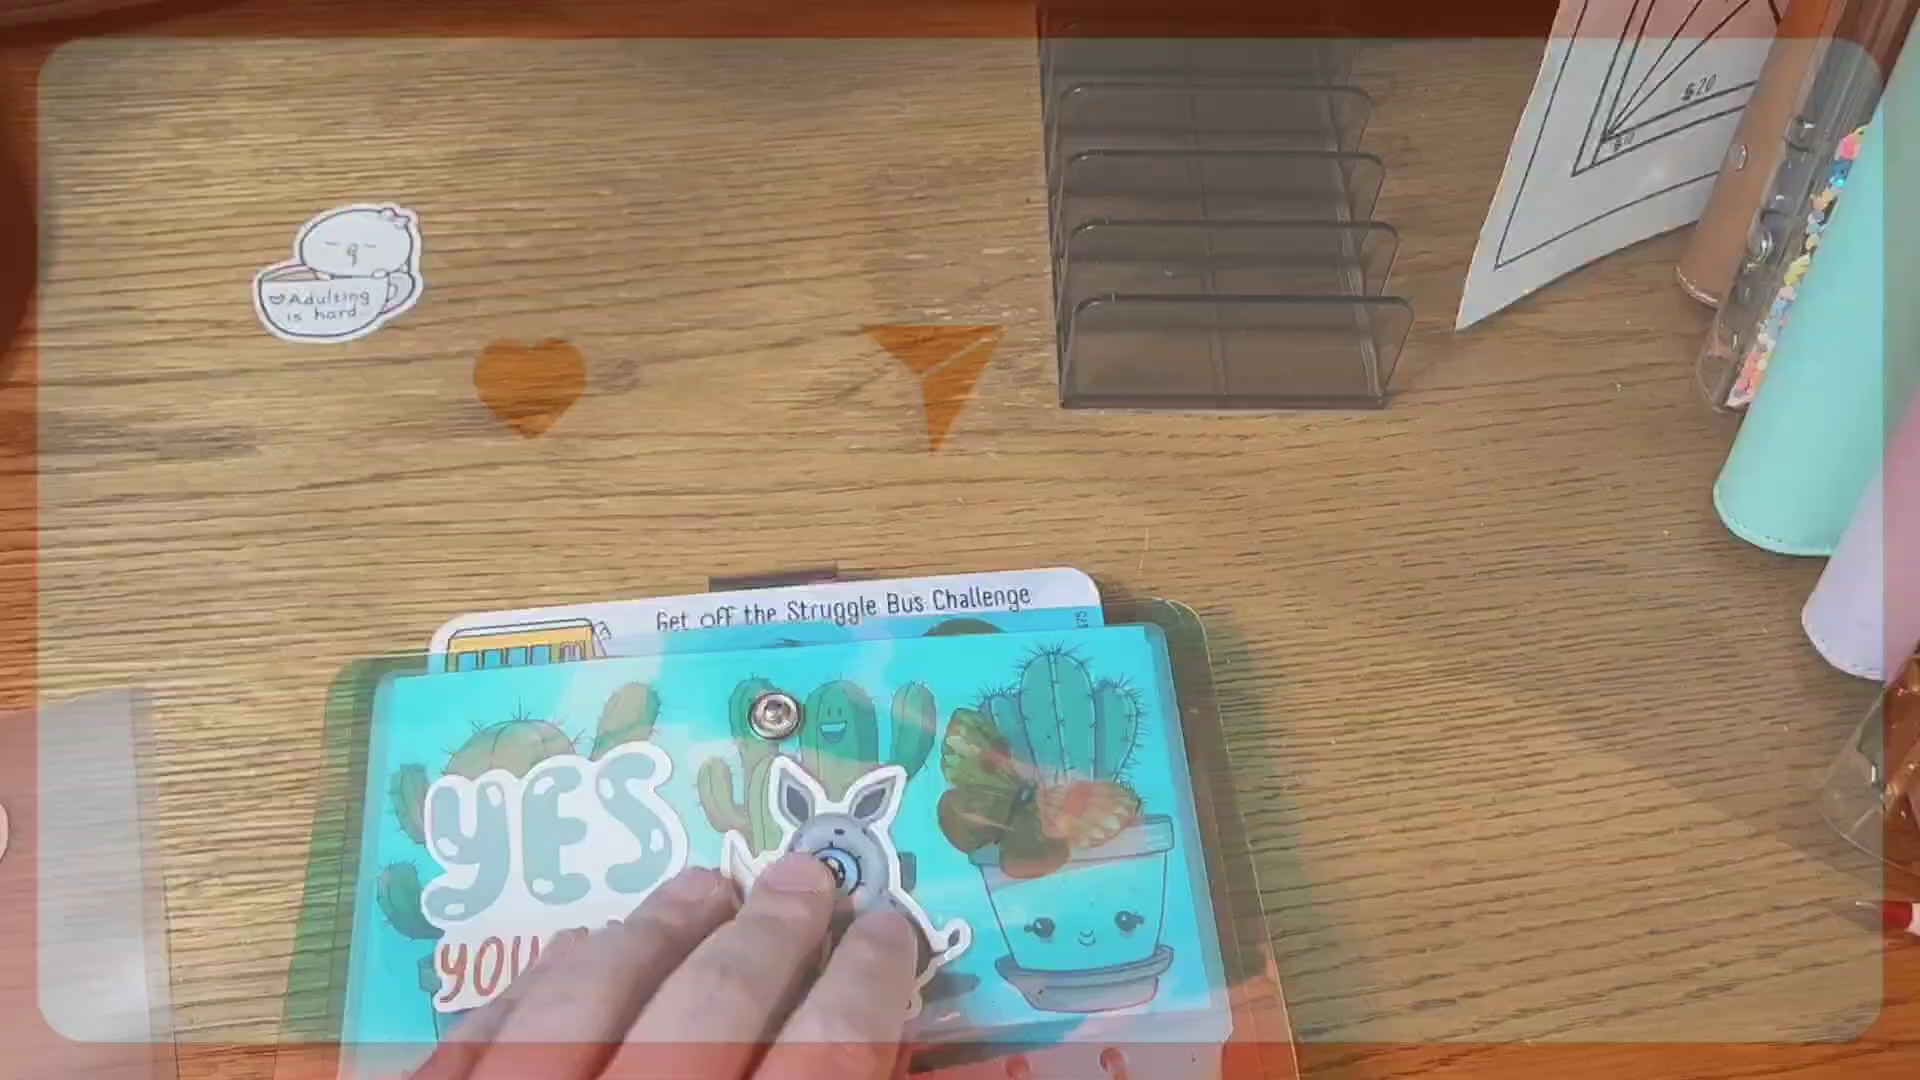 $20
Adulting
is hard
Get off the Struggle Bus Challenge
YES
YOU